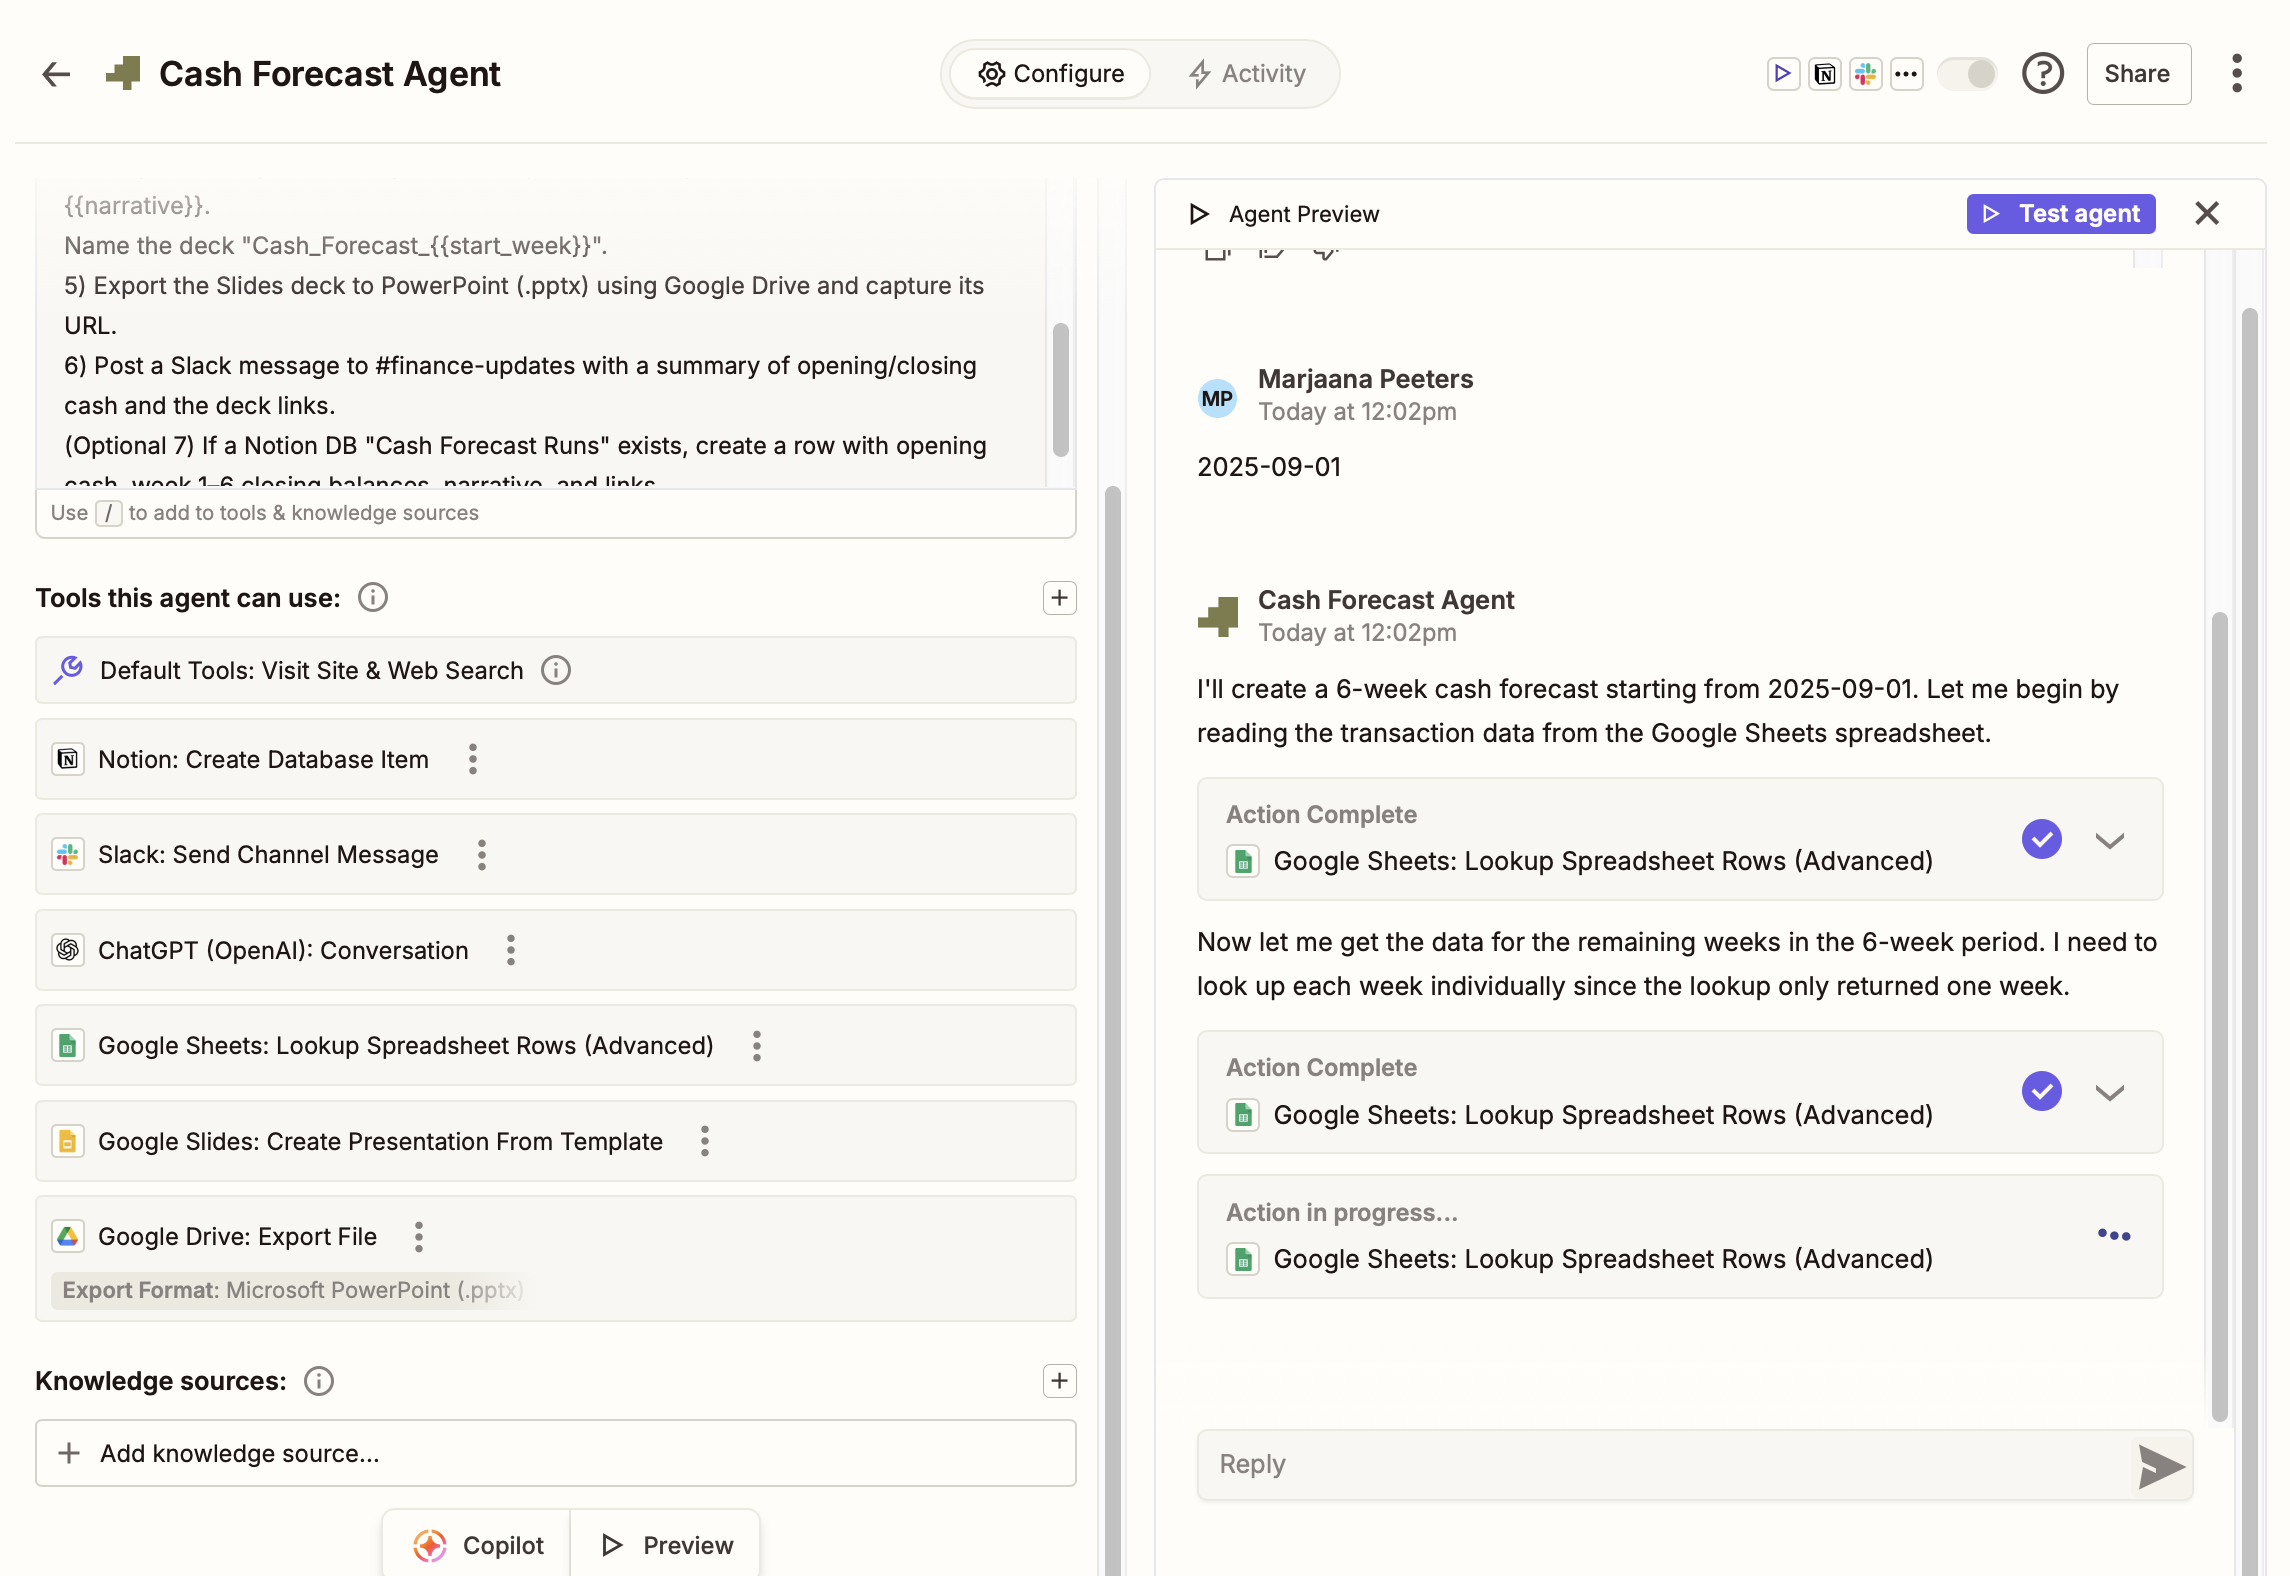 Cash Forecast Agent
Configure
Activity
Share
{{narrative}}.
Name the deck "Cash_Forecast_{{start_week}}".
5) Export the Slides deck to PowerPoint (.pptx) using Google Drive and capture its
URL.
6) Post a Slack message to #finance-updates with a summary of opening/closing
cash and the deck links.
(Optional 7) If a Notion DB "Cash Forecast Runs" exists, create a row with opening
cash, week 1–6 closing balances, narrative, and links
Use / to add to tools & knowledge sources
Tools this agent can use:
Default Tools: Visit Site & Web Search
Notion: Create Database Item
Slack: Send Channel Message
ChatGPT (OpenAI): Conversation
Google Sheets: Lookup Spreadsheet Rows (Advanced)
Google Slides: Create Presentation From Template
Google Drive: Export File
Export Format: Microsoft PowerPoint (.pptx)
Knowledge sources:
Add knowledge source...
Copilot
Preview
Agent Preview
Test agent
MP
Marjaana Peeters
Today at 12:02pm
2025-09-01
Cash Forecast Agent
Today at 12:02pm
I'll create a 6-week cash forecast starting from 2025-09-01. Let me begin by
reading the transaction data from the Google Sheets spreadsheet.
Action Complete
Google Sheets: Lookup Spreadsheet Rows (Advanced)
Now let me get the data for the remaining weeks in the 6-week period. I need to
look up each week individually since the lookup only returned one week.
Action Complete
Google Sheets: Lookup Spreadsheet Rows (Advanced)
Action in progress...
Google Sheets: Lookup Spreadsheet Rows (Advanced)
Reply